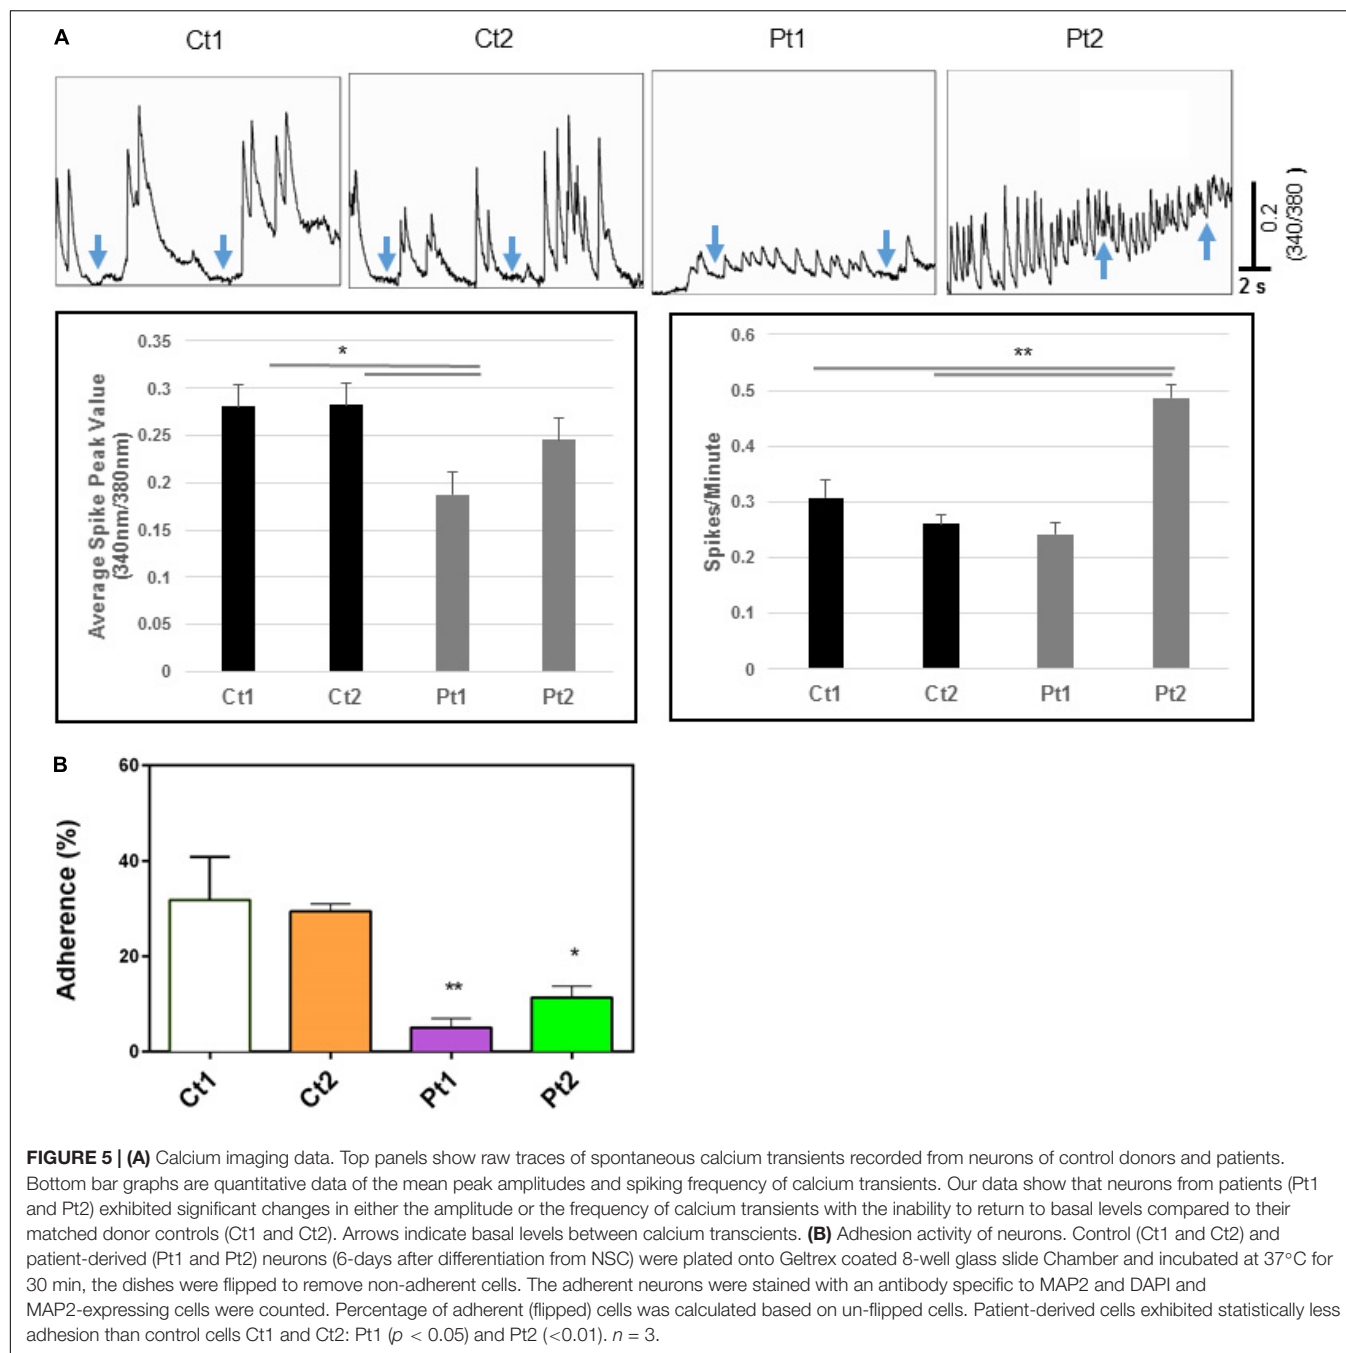 A
Ct1
Ct2
Pt1
Pt2
0.2
(340/380 )
2 s
Average Spike Peak Value
(340nm/380nm)
0.35
0.3
0.25
0.2
0.15
0.1
0.05
0
*
Ct1
Ct2
Pt1
Pt2
Spikes/Minute
0.6
0.5
0.4
0.3
0.2
0.1
0
**
Ct1
Ct2
Pt1
Pt2
B
Adherence (%)
60
40
20
0
**
*
Ct1
Ct2
Pt1
Pt2
FIGURE 5 | (A) Calcium imaging data. Top panels show raw traces of spontaneous calcium transients recorded from neurons of control donors and patients.
Bottom bar graphs are quantitative data of the mean peak amplitudes and spiking frequency of calcium transients. Our data show that neurons from patients (Pt1
and Pt2) exhibited significant changes in either the amplitude or the frequency of calcium transients with the inability to return to basal levels compared to their
matched donor controls (Ct1 and Ct2). Arrows indicate basal levels between calcium transcients. (B) Adhesion activity of neurons. Control (Ct1 and Ct2) and
patient-derived (Pt1 and Pt2) neurons (6-days after differentiation from NSC) were plated onto Geltrex coated 8-well glass slide Chamber and incubated at 37°C for
30 min, the dishes were flipped to remove non-adherent cells. The adherent neurons were stained with an antibody specific to MAP2 and DAPI and
MAP2-expressing cells were counted. Percentage of adherent (flipped) cells was calculated based on un-flipped cells. Patient-derived cells exhibited statistically less
adhesion than control cells Ct1 and Ct2: Pt1 (p < 0.05) and Pt2 (<0.01). n = 3.